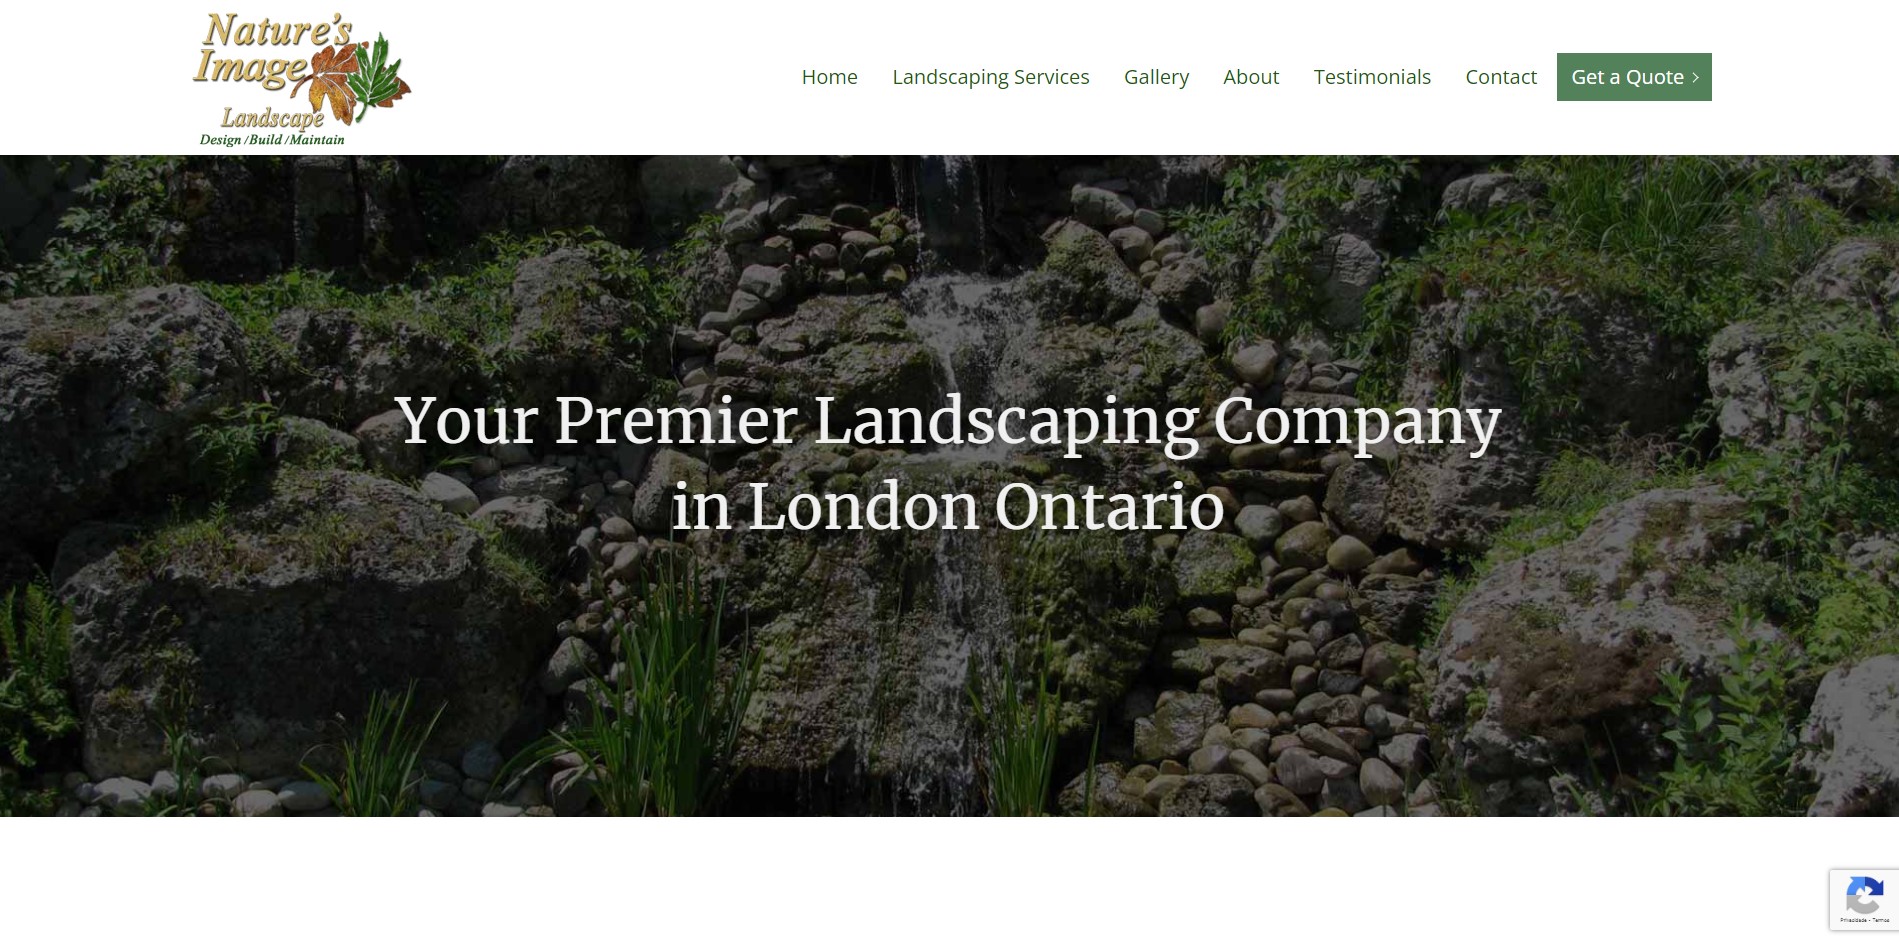 Nature's
Image
Landscape
Design / Build / Maintain
Home
Landscaping Services
Gallery
About
Testimonials
Contact
Get a Quote >
Your Premier Landscaping Company
in London Ontario
Privacidade - Termos